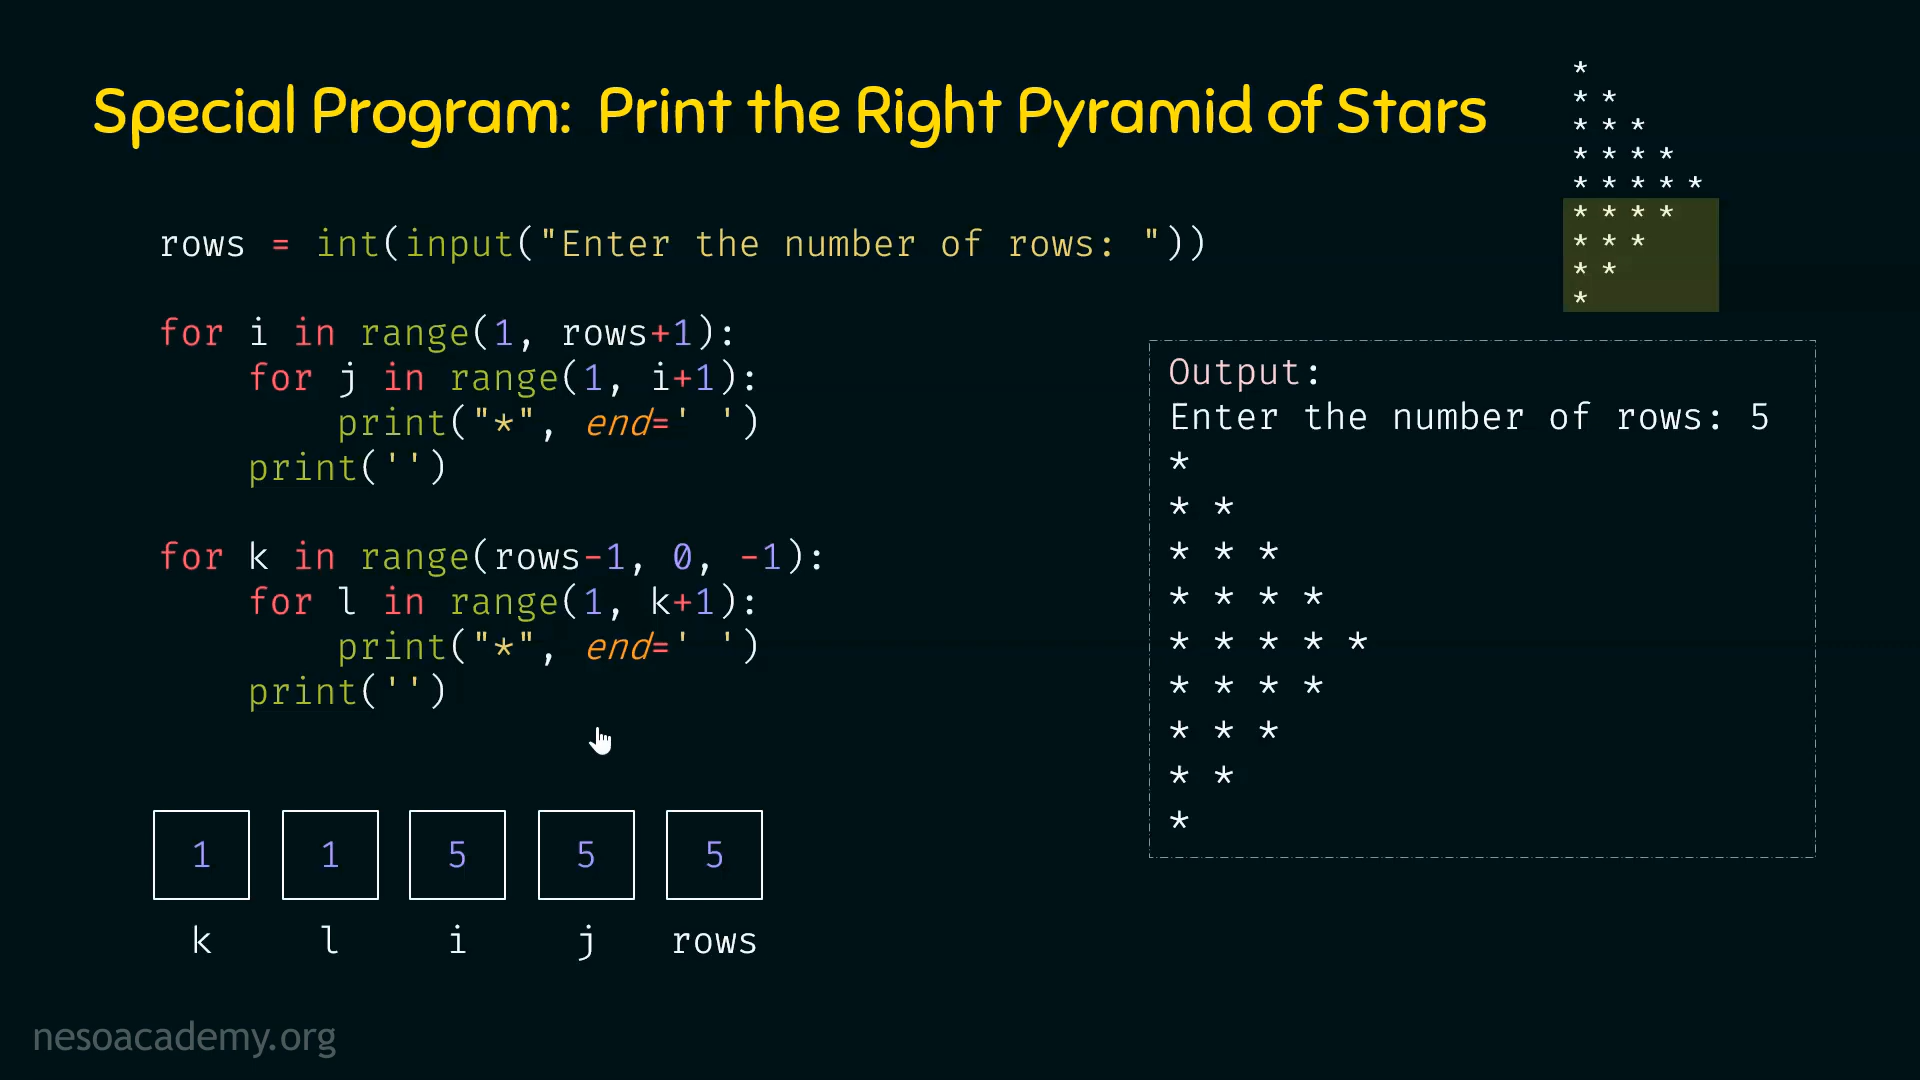 Special Program: Print the Right Pyramid of Stars
*
* *
* * *
* * * *
* * * * *
* * * *
* * *
* *
*
rows = int(input("Enter the number of rows: "))
for i in range(1, rows+1):
    for j in range(1, i+1):
        print("*", end=' ')
    print('')
for k in range(rows-1, 0, -1):
    for l in range(1, k+1):
        print("*", end=' ')
    print('')
Output:
Enter the number of rows: 5
*
* *
* * *
* * * *
* * * * *
* * * *
* * *
* *
*
1 1 5 5 5
k l i j rows
nesoacademy.org